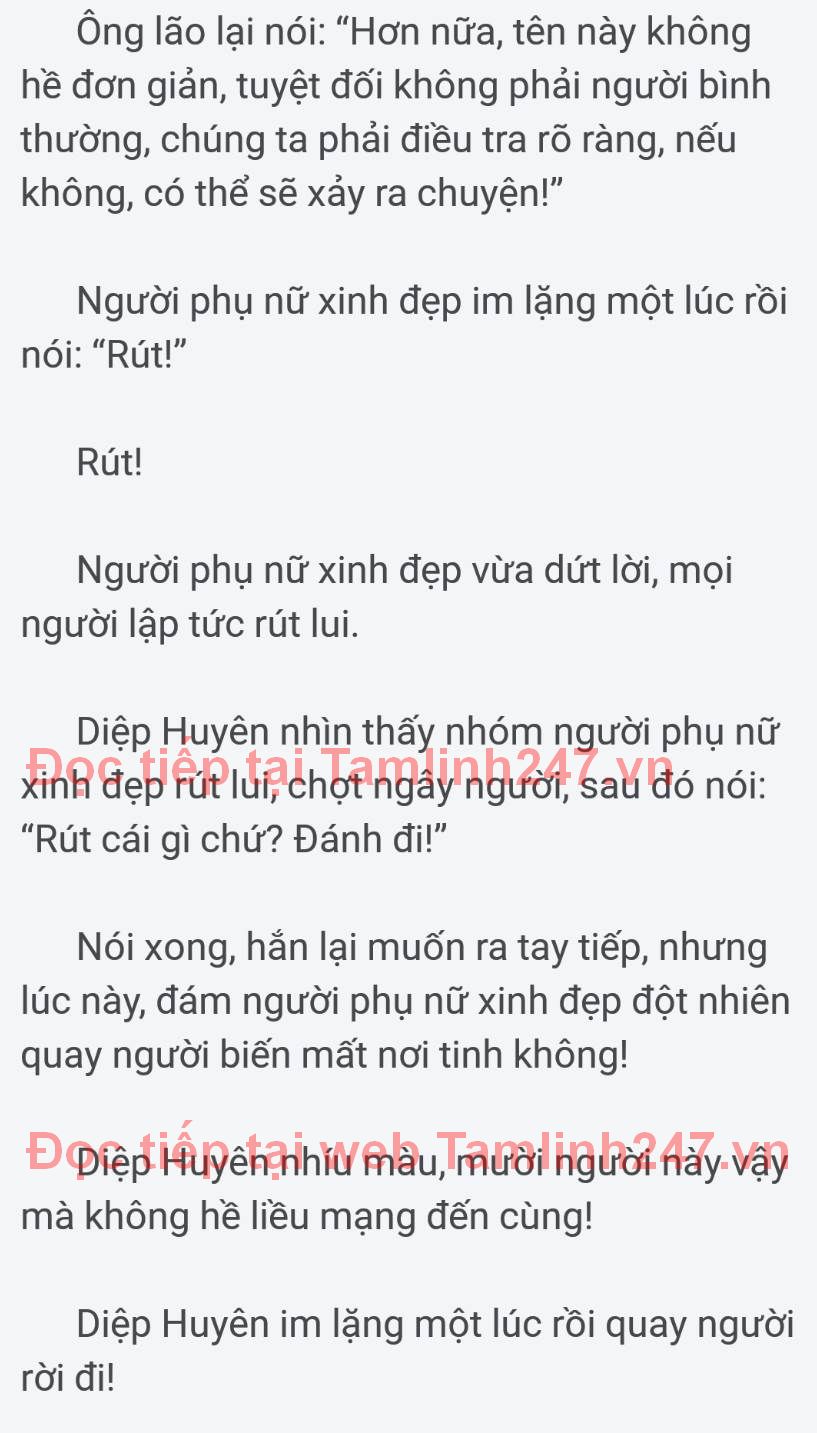 Ông lão lại nói: “Hơn nữa, tên này không
hề đơn giản, tuyệt đối không phải người bình
thường, chúng ta phải điều tra rõ ràng, nếu
không, có thể sẽ xảy ra chuyện!”
Người phụ nữ xinh đẹp im lặng một lúc rồi
nói: “Rút!”
Rút!
Người phụ nữ xinh đẹp vừa dứt lời, mọi
người lập tức rút lui.
Diệp Huyên nhìn thấy nhóm người phụ nữ
Đọc tiếp tại Tamlinh247.vn
xinh đẹp rút lui, chợt ngây người, sau đó nói:
“Rút cái gì chứ? Đánh đi!”
Nói xong, hắn lại muốn ra tay tiếp, nhưng
lúc này, đám người phụ nữ xinh đẹp đột nhiên
quay người biến mất nơi tinh không!
Đọc tiếp tại web Tamlinh247.vn
Diệp Huyên nhíu màu, mười người này vậy
mà không hề liều mạng đến cùng!
Diệp Huyên im lặng một lúc rồi quay người
rời đi!